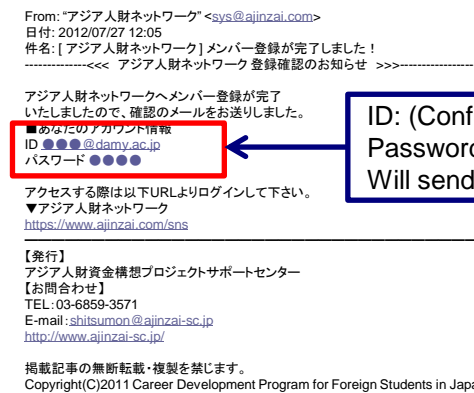 From: “アジア人財ネットワーク” <sys@ajinzai.com>
日付: 2012/07/27 12:05
件名: [ アジア人財ネットワーク ] メンバー登録が完了しました！
--------------<<< アジア人財ネットワーク 登録確認のお知らせ >>>-----------------
アジア人財ネットワークへメンバー登録が完了
いたしましたので、確認のメールをお送りしました。
■あなたのアカウント情報
ID ●●●@damy.ac.jp
パスワード ●●●●
ID: (Conf
Passwor
Will send
アクセスする際は以下URLよりログインして下さい。
▼アジア人財ネットワーク
https://www.ajinzai.com/sns
【発行】
アジア人財資金構想プロジェクトサポートセンター
【お問合わせ】
TEL：03-6859-3571
E-mail：shitsumon@ajinzai-sc.jp
http://www.ajinzai-sc.jp/
掲載記事の無断転載・複製を禁じます。
Copyright(C)2011 Career Development Program for Foreign Students in Japa